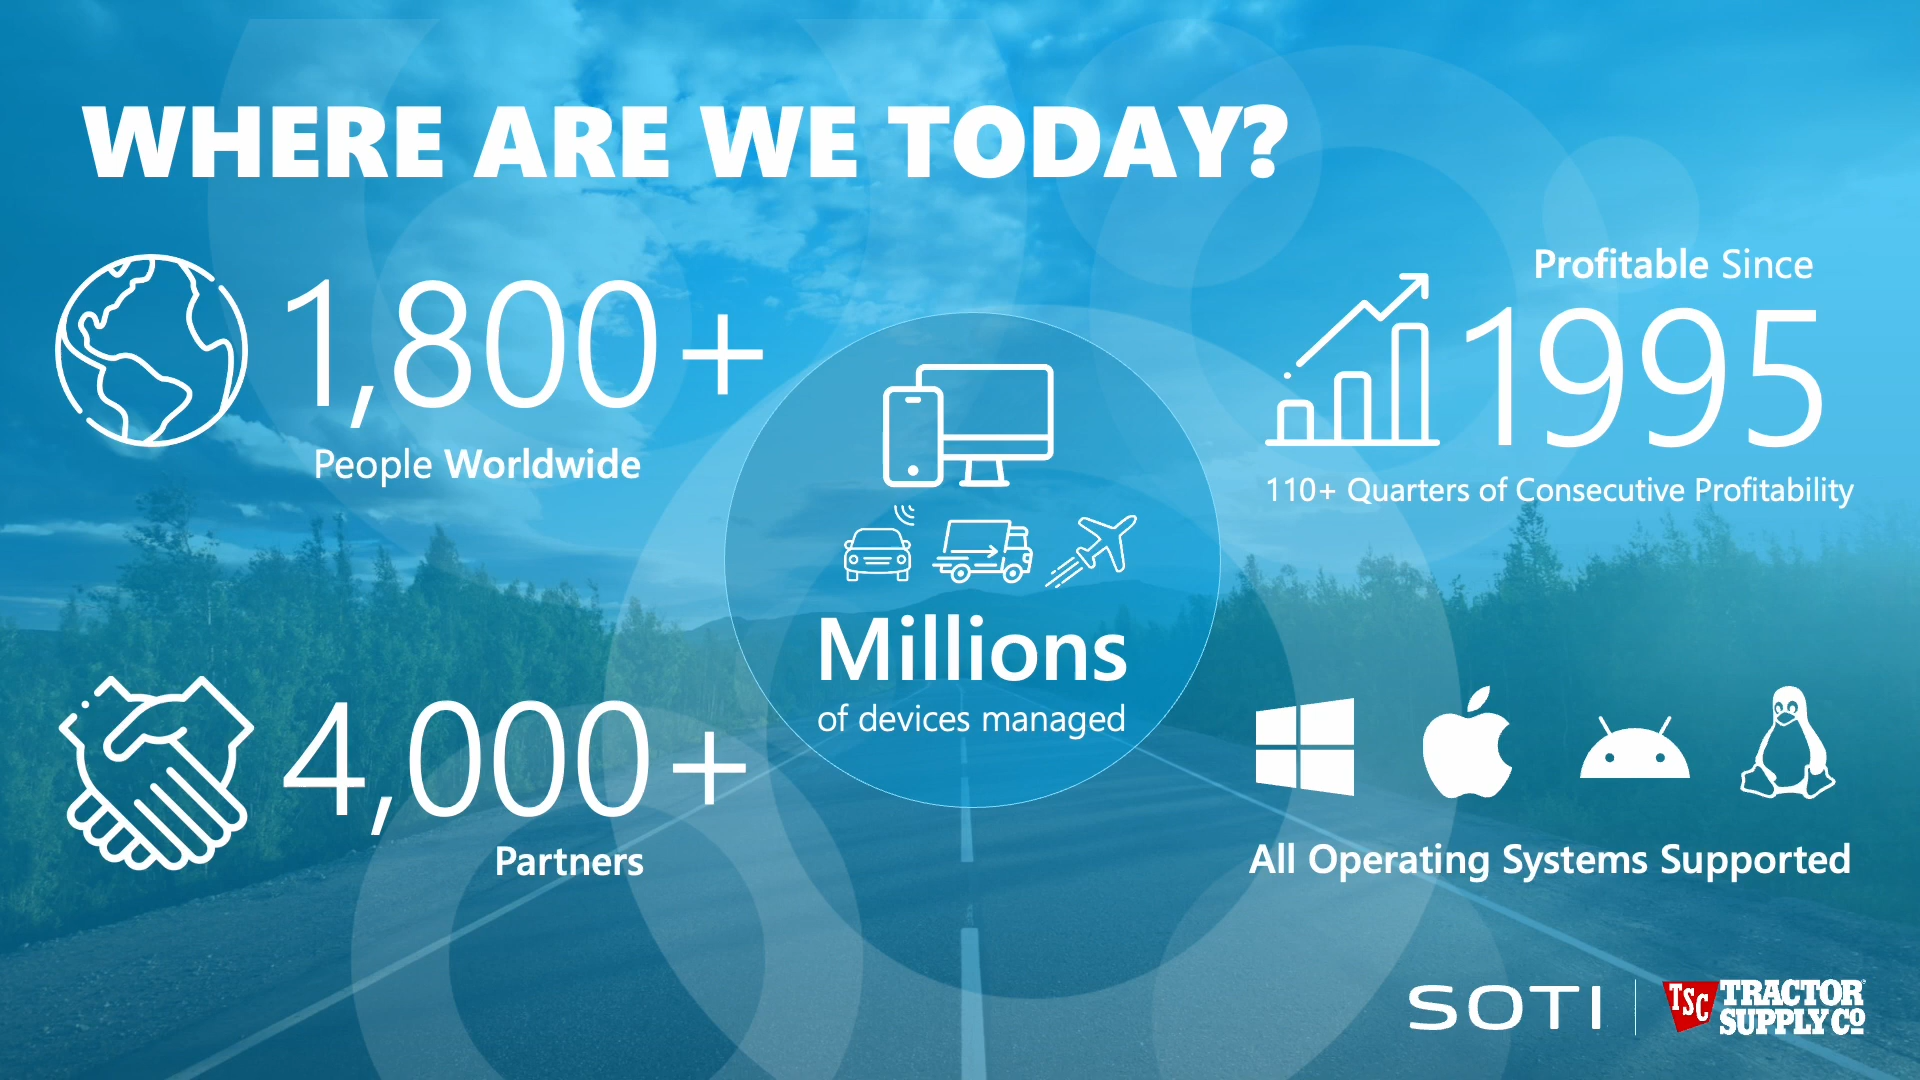 WHERE ARE WE TODAY?
1,800+
People Worldwide
4,000+
Partners
Millions
of devices managed
Profitable Since
1995
110+ Quarters of Consecutive Profitability
All Operating Systems Supported
SOTI
TSC TRACTOR
SUPPLY CO